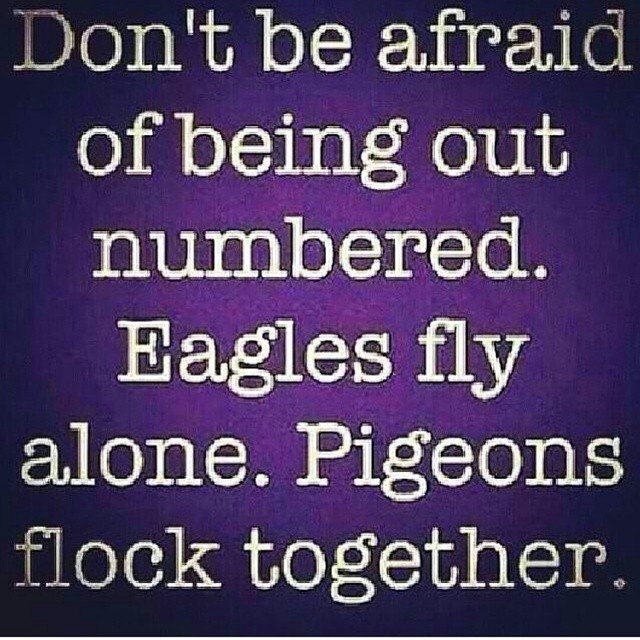 Don't be afraid
of being out
numbered.
Eagles fly
alone. Pigeons
flock together.